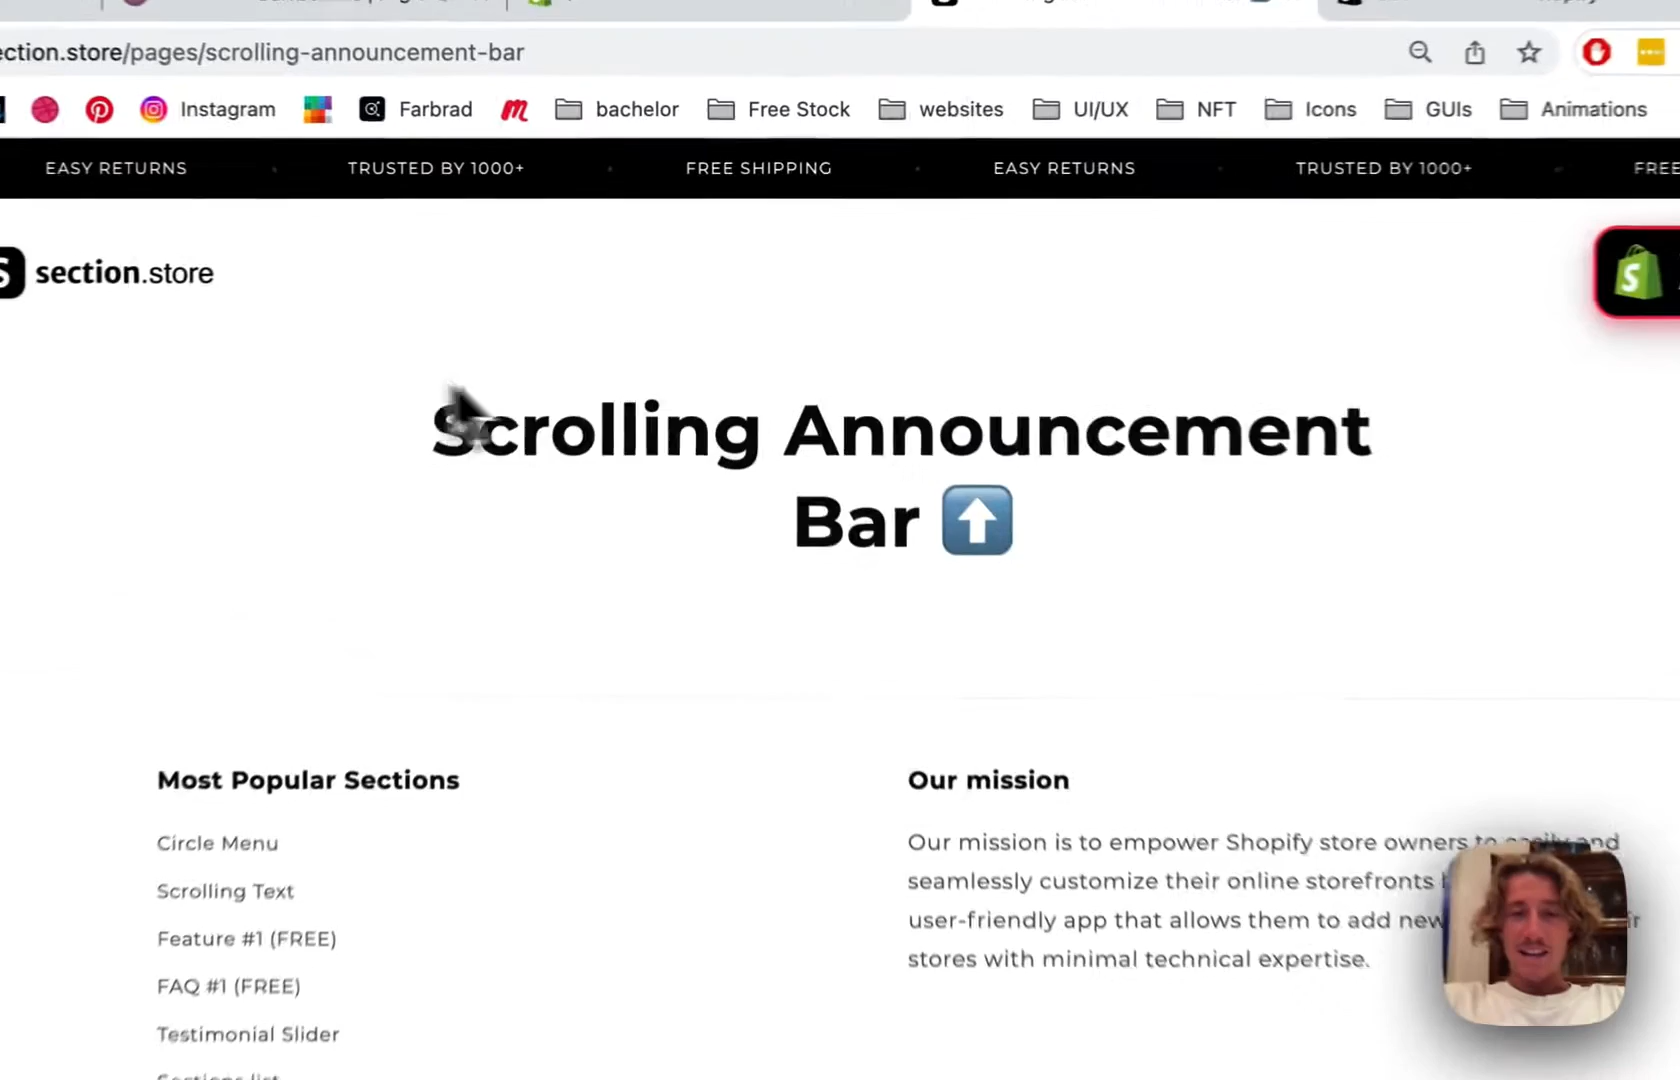 ection.store/pages/scrolling-announcement-bar
Instagram Farbrad bachelor Free Stock websites UI/UX NFT Icons GUIs Animations
EASY RETURNS · TRUSTED BY 1000+ · FREE SHIPPING · EASY RETURNS · TRUSTED BY 1000+ · FREE
section.store
Scrolling Announcement
Bar
Most Popular Sections
Our mission
Circle Menu
Scrolling Text
Feature #1 (FREE)
FAQ #1 (FREE)
Testimonial Slider
Sections list
Our mission is to empower Shopify store owners to easily and
seamlessly customize their online storefronts
user-friendly app that allows them to add new
stores with minimal technical expertise.